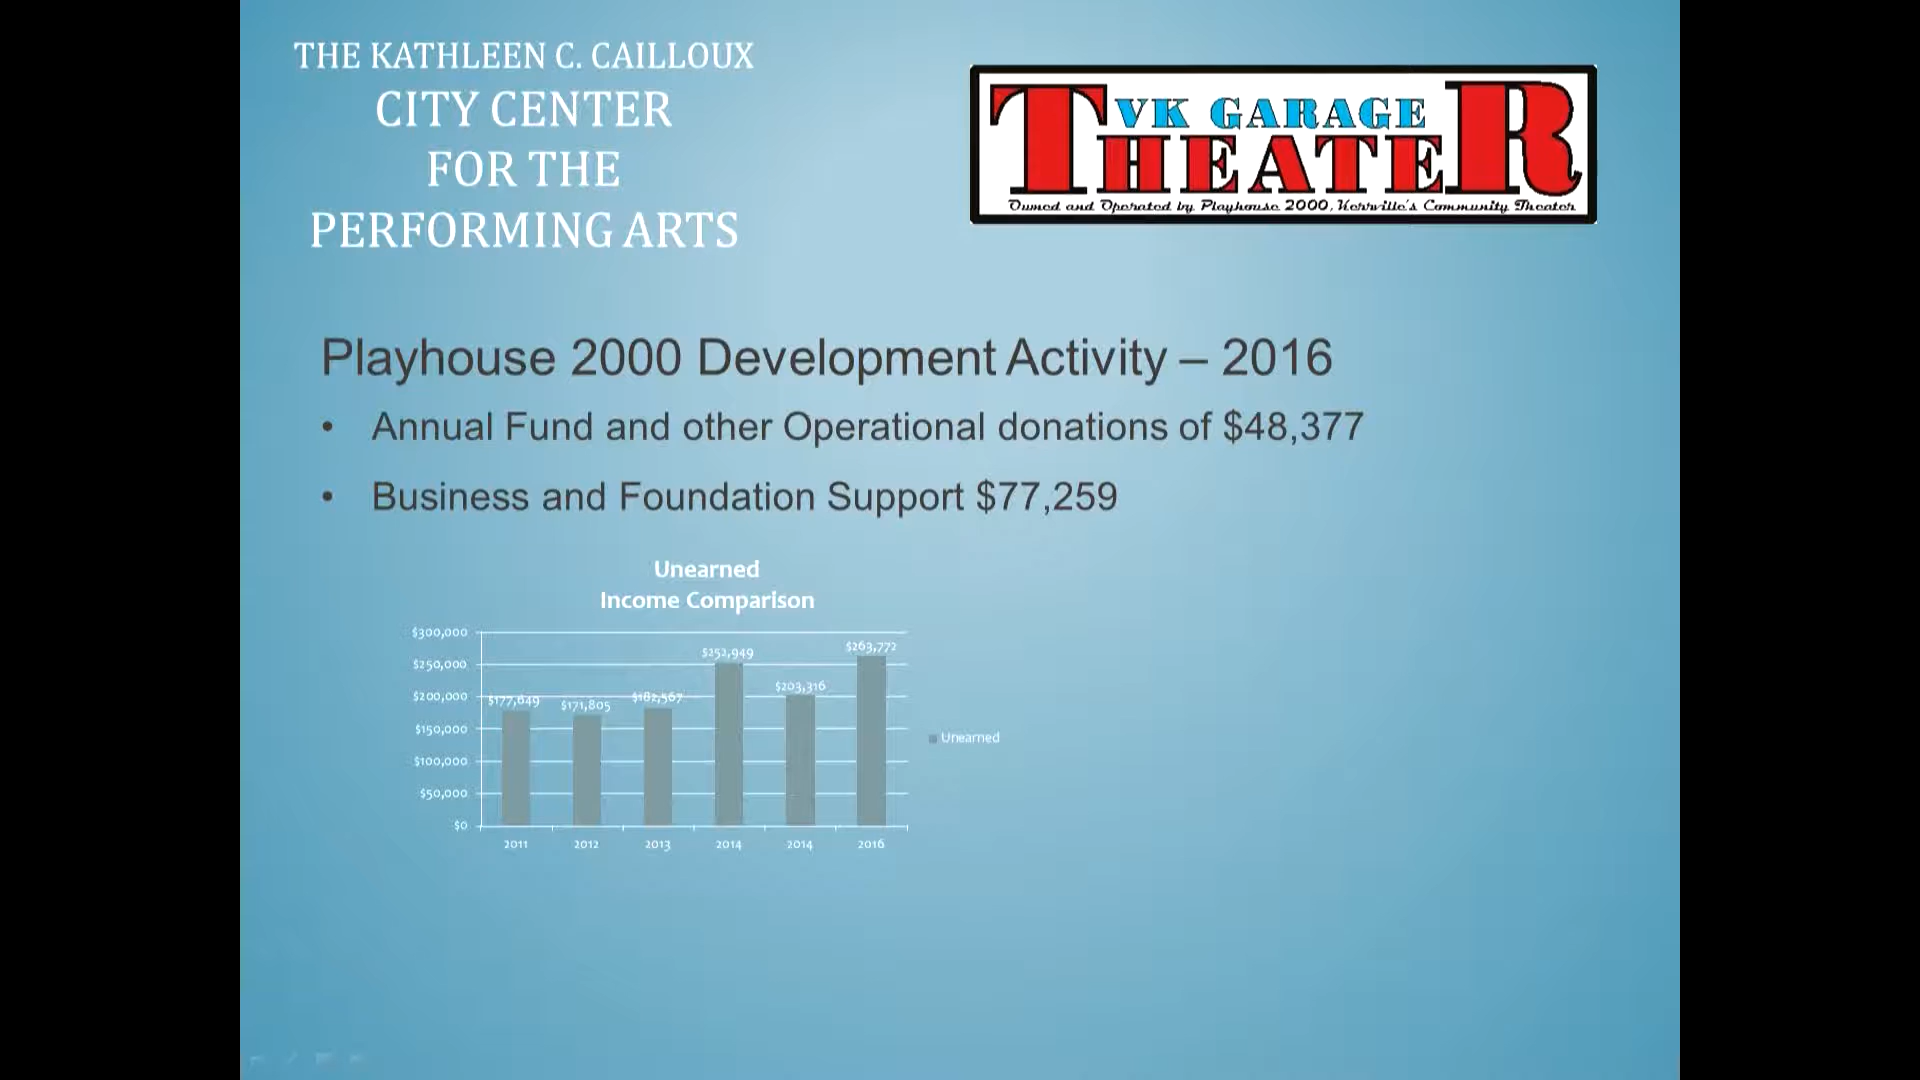 THE KATHLEEN C. CAILLOUX
CITY CENTER
FOR THE
PERFORMING ARTS
TVK GARAGE
THEATER
Owned and Operated by Playhouse 2000, Kerrville's Community Theater
Playhouse 2000 Development Activity – 2016
• Annual Fund and other Operational donations of $48,377
• Business and Foundation Support $77,259
Unearned
Income Comparison
$300,000
$250,000
$200,000
$150,000
$100,000
$50,000
$0
$177,649
$171,805
$182,567
$252,949
$203,316
$263,772
2011 2012 2013 2014 2014 2016
Unearned